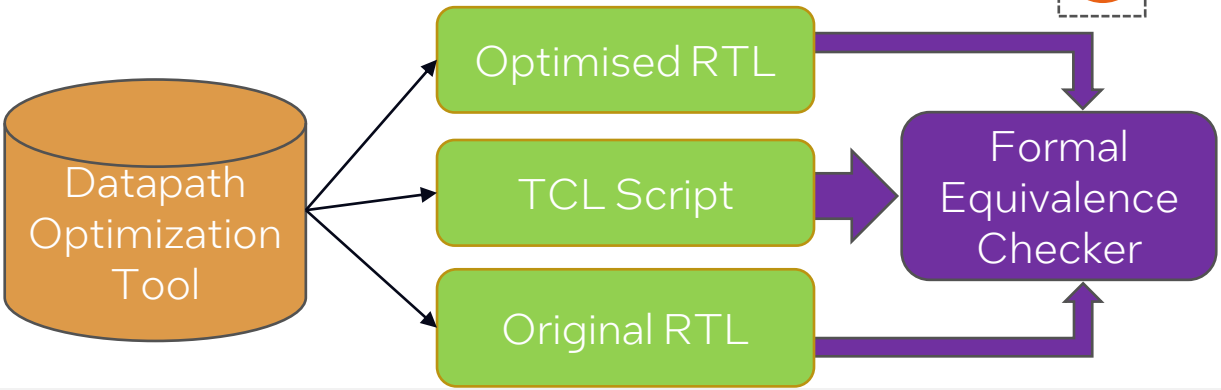 Optimised RTL
Datapath
Optimization
Tool
TCL Script
Formal
Equivalence
Checker
Original RTL